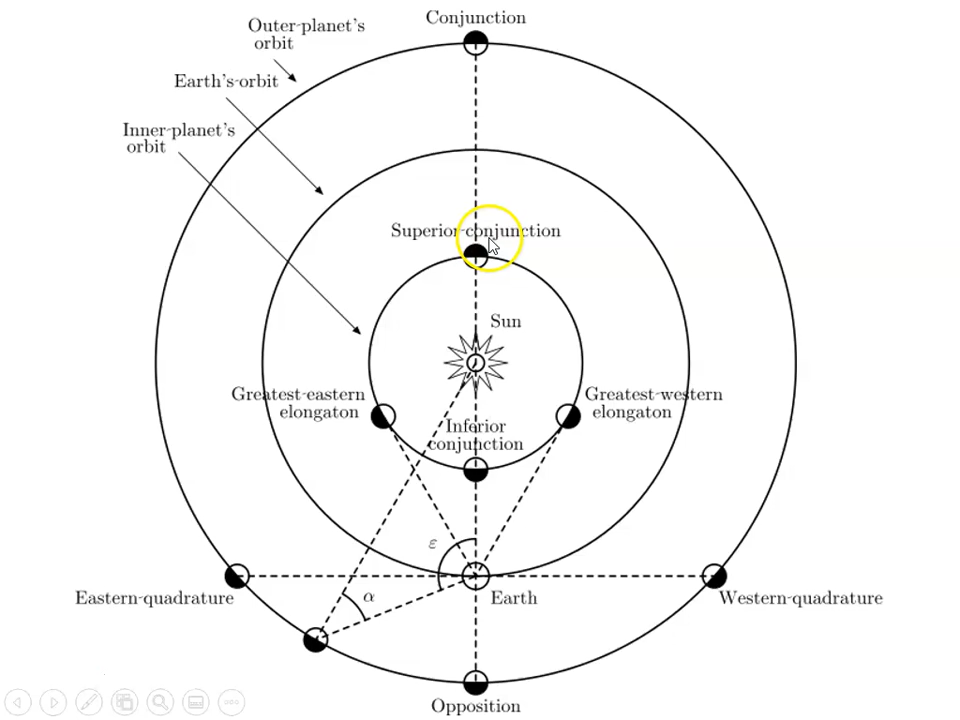 Conjunction
Outer-planet's
orbit
Earth's-orbit
Inner-planet's
orbit
Superior-conjunction
Sun
Greatest-eastern
elongaton
Greatest-western
elongaton
Inferior
conjunction
ε
α
Earth
Eastern-quadrature
Western-quadrature
Opposition